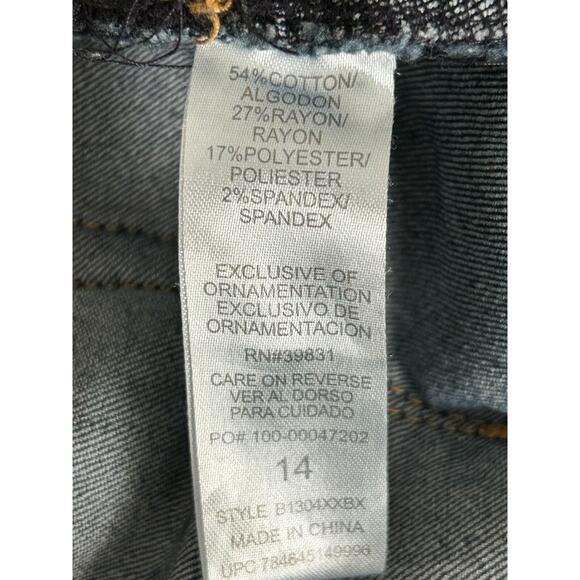 54%COTTON/
ALGODON
27%RAYON/
RAYON
17%POLYESTER/
POLIESTER
2%SPANDEX/
SPANDEX
EXCLUSIVE OF
ORNAMENTATION
EXCLUSIVO DE
ORNAMENTACION
RN#39831
CARE ON REVERSE
VER AL DORSO
PARA CUIDADO
PO# 100-00047202
14
STYLE B1304XXBX
MADE IN CHINA
UPC 784645149996